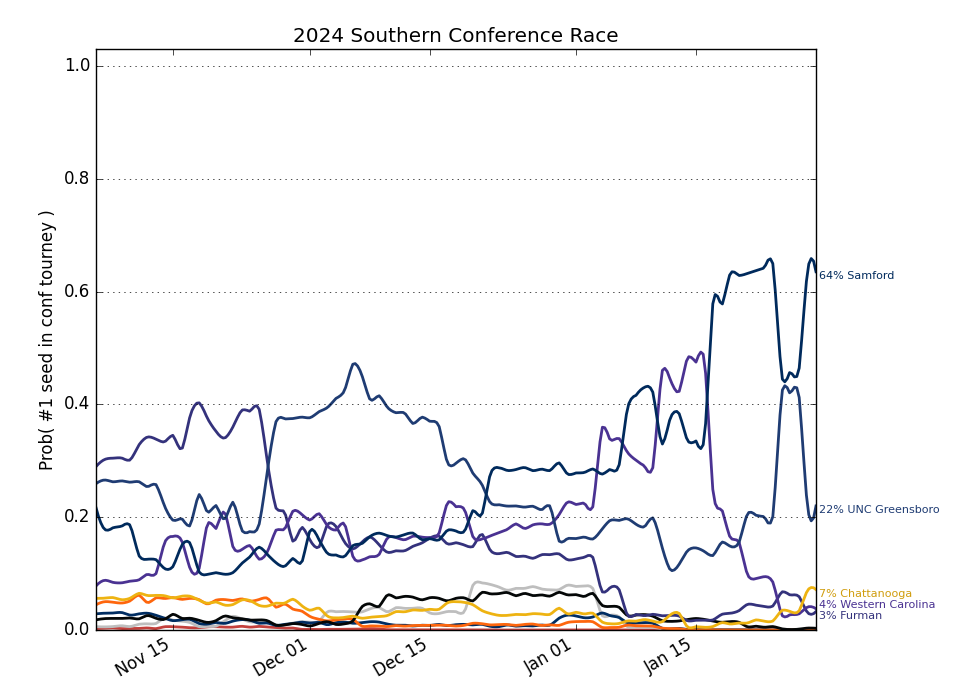 2024 Southern Conference Race
Prob( #1 seed in conf tourney )
1.0
0.8
0.6
0.4
0.2
0.0
64% Samford
22% UNC Greensboro
7% Chattanooga
4% Western Carolina
3% Furman
Nov 15
Dec 01
Dec 15
Jan 01
Jan 15